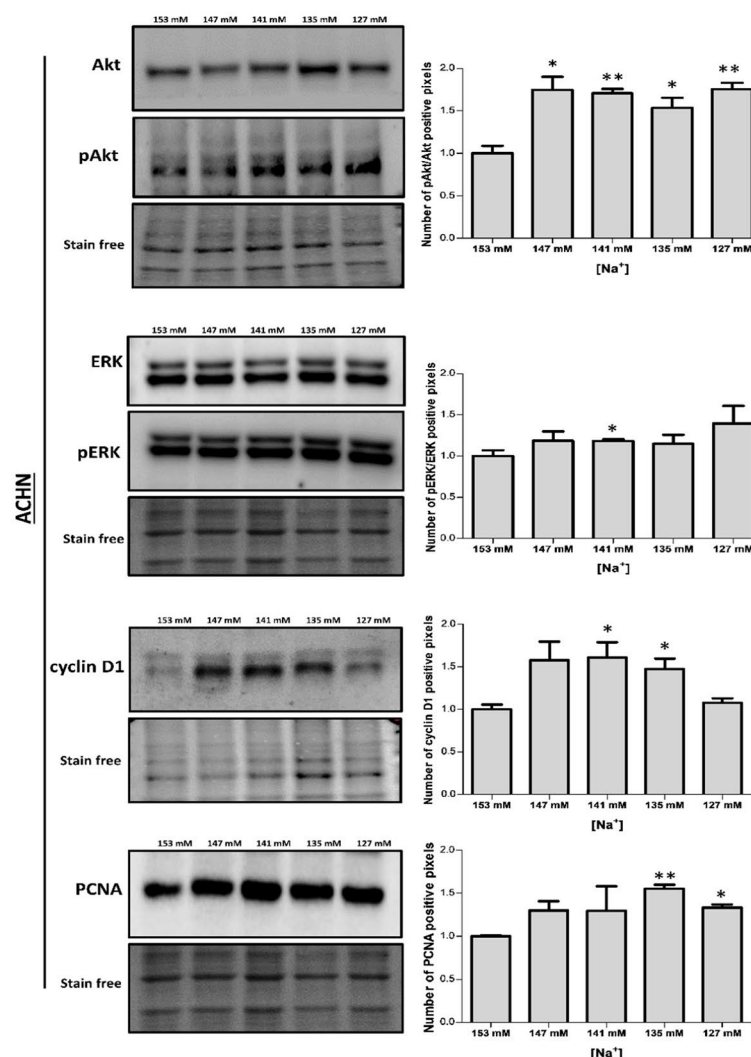 ACHN
153 mM 147 mM 141 mM 135 mM 127 mM
Akt
pAkt
Stain free
Number of pAkt/Akt positive pixels
2.0
1.5
1.0
0.5
0.0
* ** * **
153 mM 147 mM 141 mM 135 mM 127 mM
[Na⁺]
153 mM 147 mM 141 mM 135 mM 127 mM
ERK
pERK
Stain free
Number of pERK/ERK positive pixels
2.0
1.5
1.0
0.5
0.0
*
153 mM 147 mM 141 mM 135 mM 127 mM
[Na⁺]
153 mM 147 mM 141 mM 135 mM 127 mM
cyclin D1
Stain free
Number of cyclin D1 positive pixels
2.0
1.5
1.0
0.5
0.0
* *
153 mM 147 mM 141 mM 135 mM 127 mM
[Na⁺]
153 mM 147 mM 141 mM 135 mM 127 mM
PCNA
Stain free
Number of PCNA positive pixels
2.0
1.5
1.0
0.5
0.0
** *
153 mM 147 mM 141 mM 135 mM 127 mM
[Na⁺]